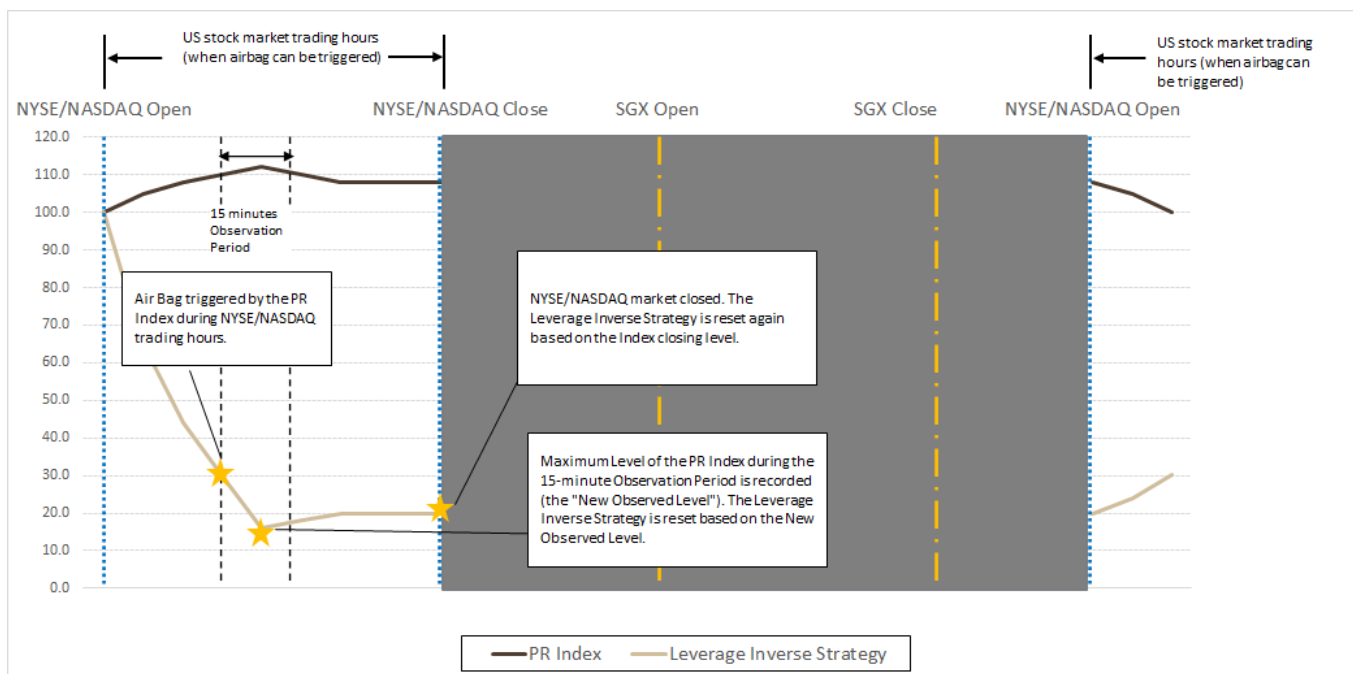 US stock market trading hours
(when airbag can be triggered)
US stock market trading
hours (when airbag can
be triggered)
NYSE/NASDAQ Open
NYSE/NASDAQ Close
SGX Open
SGX Close
NYSE/NASDAQ Open
120.0
110.0
100.0
90.0
80.0
70.0
60.0
50.0
40.0
30.0
20.0
10.0
0.0
15 minutes
Observation
Period
Air Bag triggered by the PR
Index during NYSE/NASDAQ
trading hours.
NYSE/NASDAQ market closed. The
Leverage Inverse Strategy is reset again
based on the Index closing level.
Maximum Level of the PR Index during the
15-minute Observation Period is recorded
(the "New Observed Level"). The Leverage
Inverse Strategy is reset based on the New
Observed Level.
PR Index
Leverage Inverse Strategy